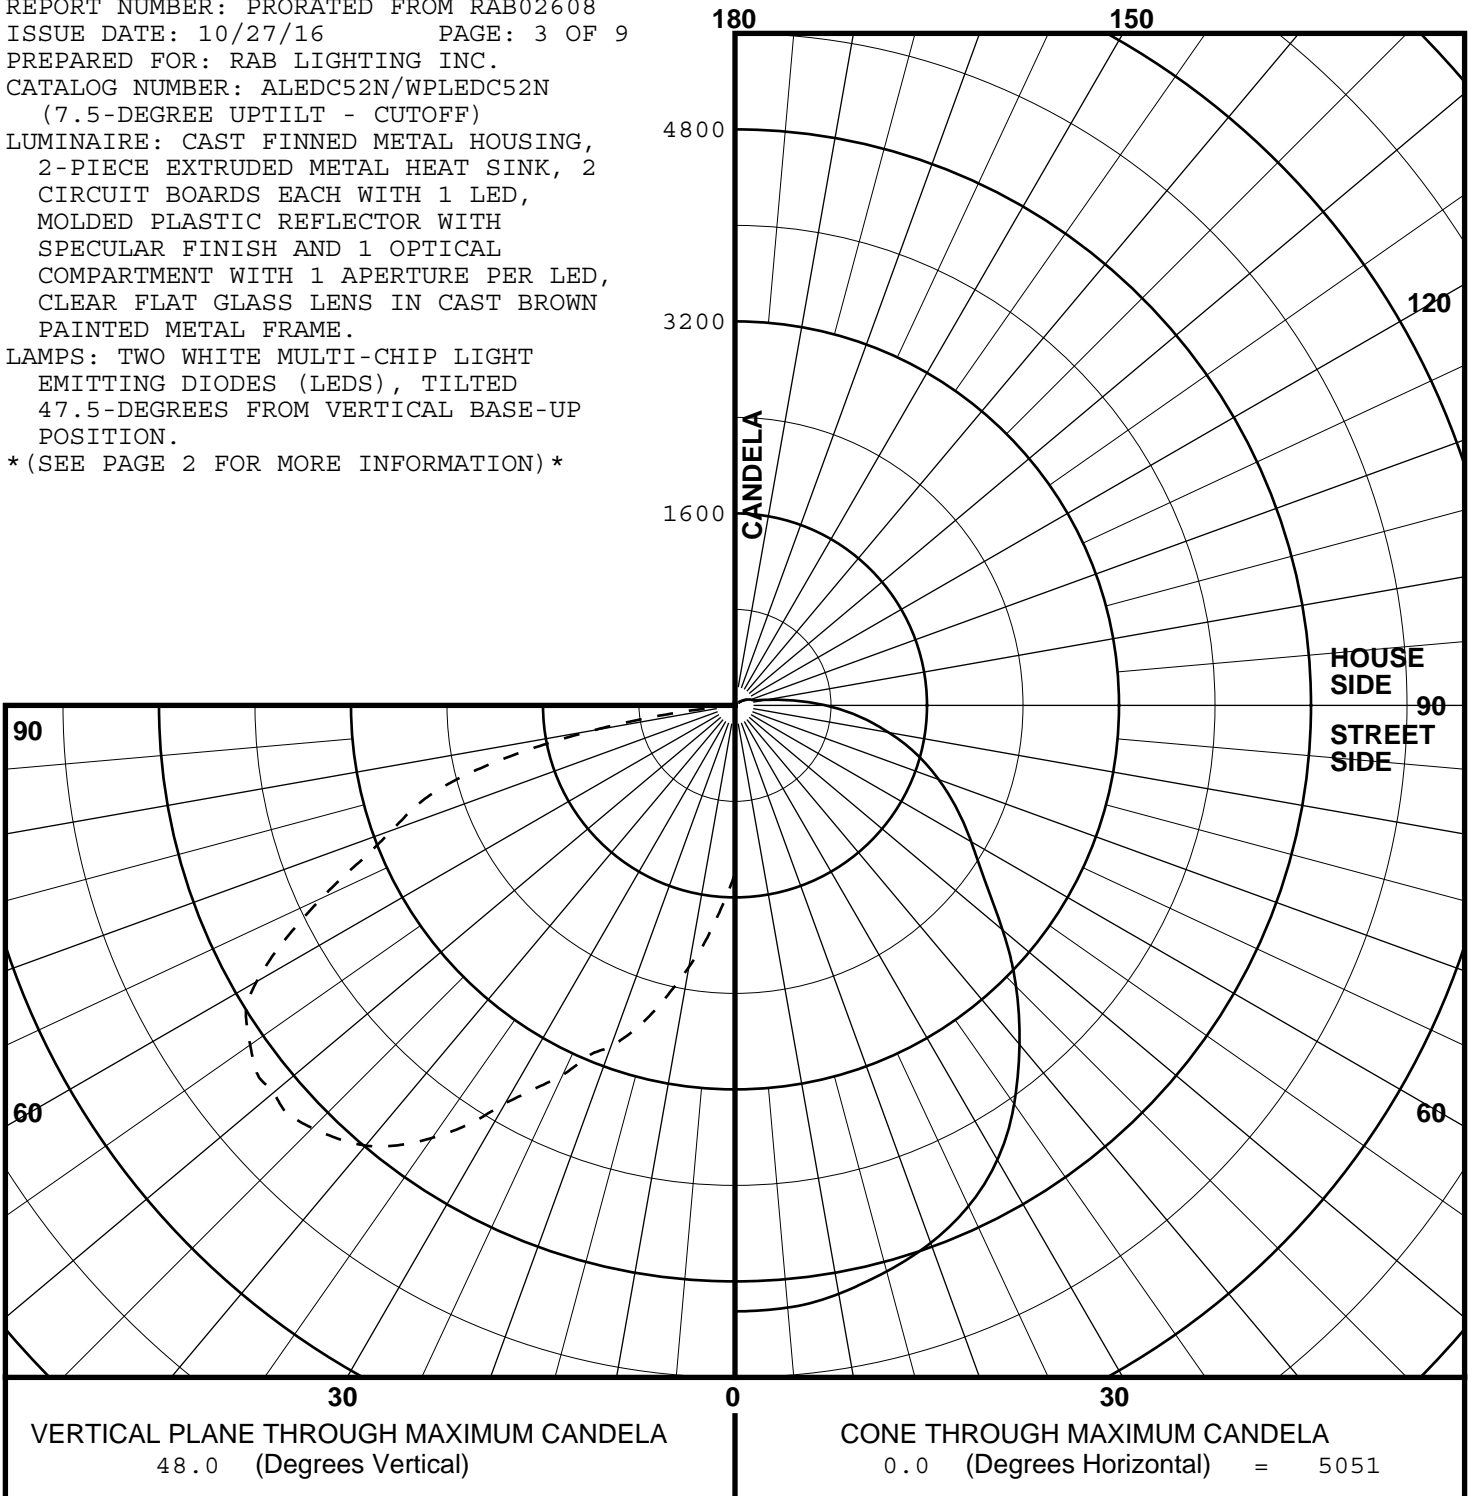 REPORT NUMBER: PRORATED FROM RAB02608
ISSUE DATE: 10/27/16 PAGE: 3 OF 9
PREPARED FOR: RAB LIGHTING INC.
CATALOG NUMBER: ALEDC52N/WPLEDC52N
(7.5-DEGREE UPTILT - CUTOFF)
LUMINAIRE: CAST FINNED METAL HOUSING,
2-PIECE EXTRUDED METAL HEAT SINK, 2
CIRCUIT BOARDS EACH WITH 1 LED,
MOLDED PLASTIC REFLECTOR WITH
SPECULAR FINISH AND 1 OPTICAL
COMPARTMENT WITH 1 APERTURE PER LED,
CLEAR FLAT GLASS LENS IN CAST BROWN
PAINTED METAL FRAME.
LAMPS: TWO WHITE MULTI-CHIP LIGHT
EMITTING DIODES (LEDS), TILTED
47.5-DEGREES FROM VERTICAL BASE-UP
POSITION.
*(SEE PAGE 2 FOR MORE INFORMATION)*
180
150
4800
120
3200
CANDELA
1600
HOUSE
SIDE
90
90
STREET
SIDE
60
60
30
0
30
VERTICAL PLANE THROUGH MAXIMUM CANDELA
48.0 (Degrees Vertical)
CONE THROUGH MAXIMUM CANDELA
0.0 (Degrees Horizontal) = 5051